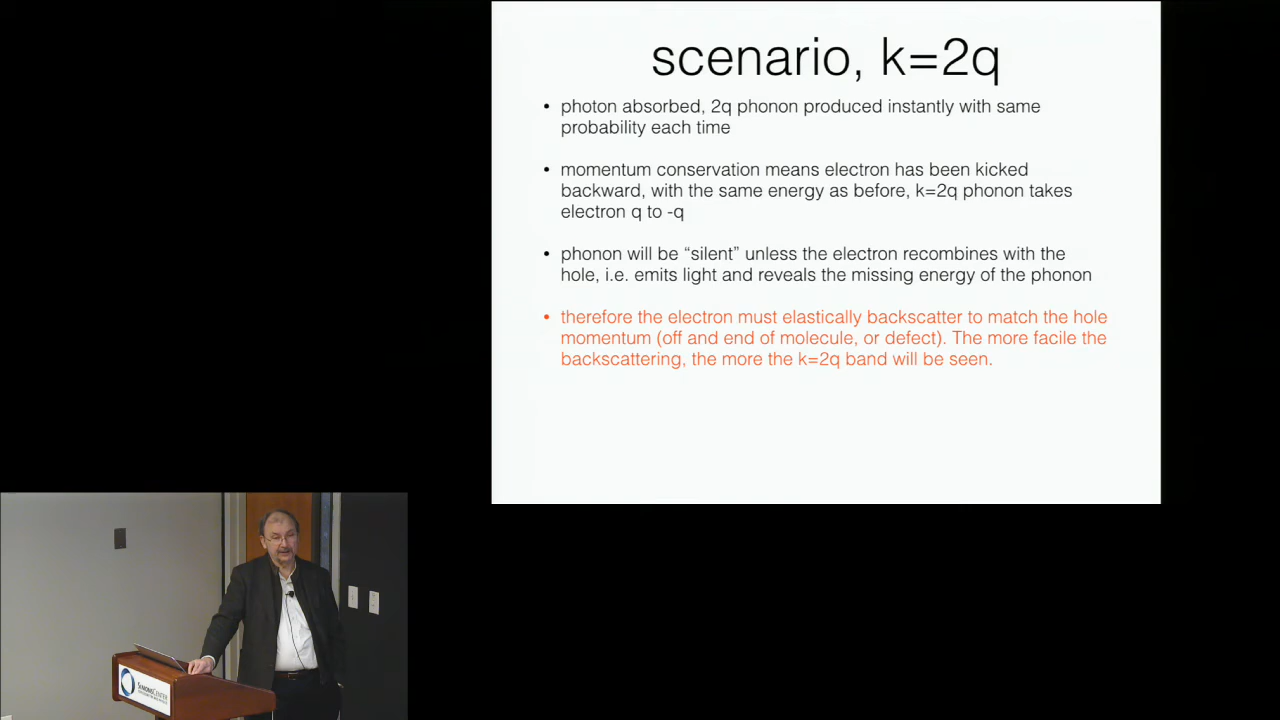 scenario, k=2q
• photon absorbed, 2q phonon produced instantly with same
probability each time
• momentum conservation means electron has been kicked
backward, with the same energy as before, k=2q phonon takes
electron q to -q
• phonon will be “silent” unless the electron recombines with the
hole, i.e. emits light and reveals the missing energy of the phonon
• therefore the electron must elastically backscatter to match the hole
momentum (off and end of molecule, or defect). The more facile the
backscattering, the more the k=2q band will be seen.
SIMONS CENTER